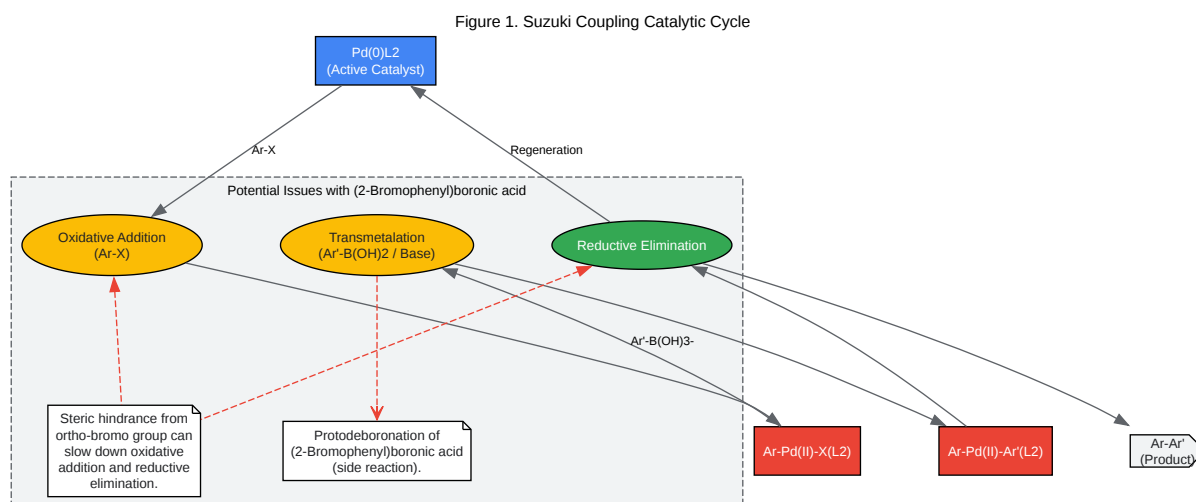 Figure 1. Suzuki Coupling Catalytic Cycle
Pd(0)L2
(Active Catalyst)
Ar-X
Regeneration
Potential Issues with (2-Bromophenyl)boronic acid
Oxidative Addition
(Ar-X)
Transmetalation
(Ar'-B(OH)2 / Base)
Reductive Elimination
Ar'-B(OH)3-
Steric hindrance from
ortho-bromo group can
slow down oxidative
addition and reductive
elimination.
Protodeboronation of
(2-Bromophenyl)boronic acid
(side reaction).
Ar-Pd(II)-X(L2)
Ar-Pd(II)-Ar'(L2)
Ar-Ar'
(Product)